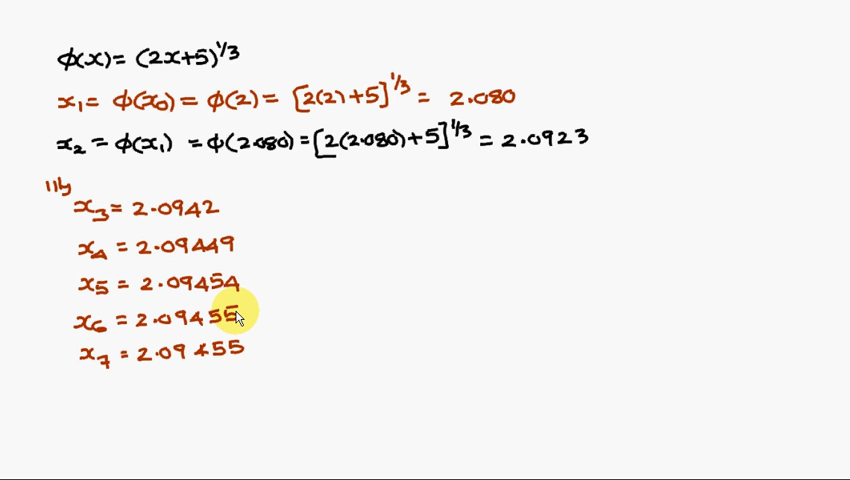 ϕ(x) = (2x+5)^1/3
x₁ = ϕ(x₀) = ϕ(2) = [2(2)+5]^1/3 = 2.080
x₂ = ϕ(x₁) = ϕ(2.080) = [2(2.080)+5]^1/3 = 2.0923
lllly
x₃ = 2.0942
x₄ = 2.09449
x₅ = 2.09454
x₆ = 2.09455
x₇ = 2.09455